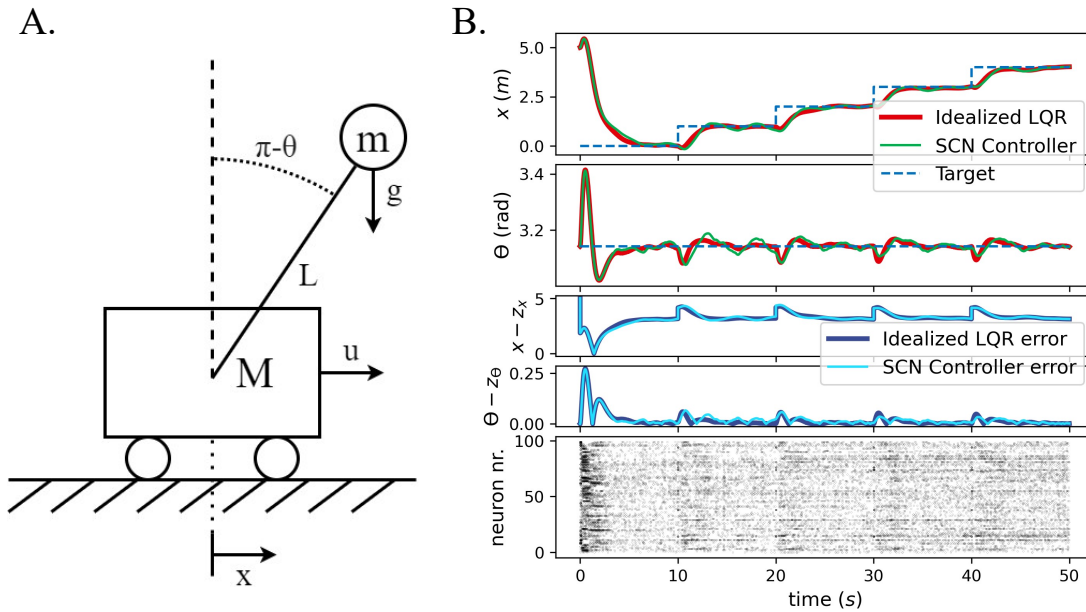 A.
π-θ
m
g
L
M
u
x
B.
x (m)
5.0
2.5
0.0
Idealized LQR
SCN Controller
Target
Θ (rad)
3.4
3.2
x − z_x
5
0
Idealized LQR error
SCN Controller error
Θ − z_Θ
0.25
0.00
neuron nr.
100
50
0
0 10 20 30 40 50
time (s)